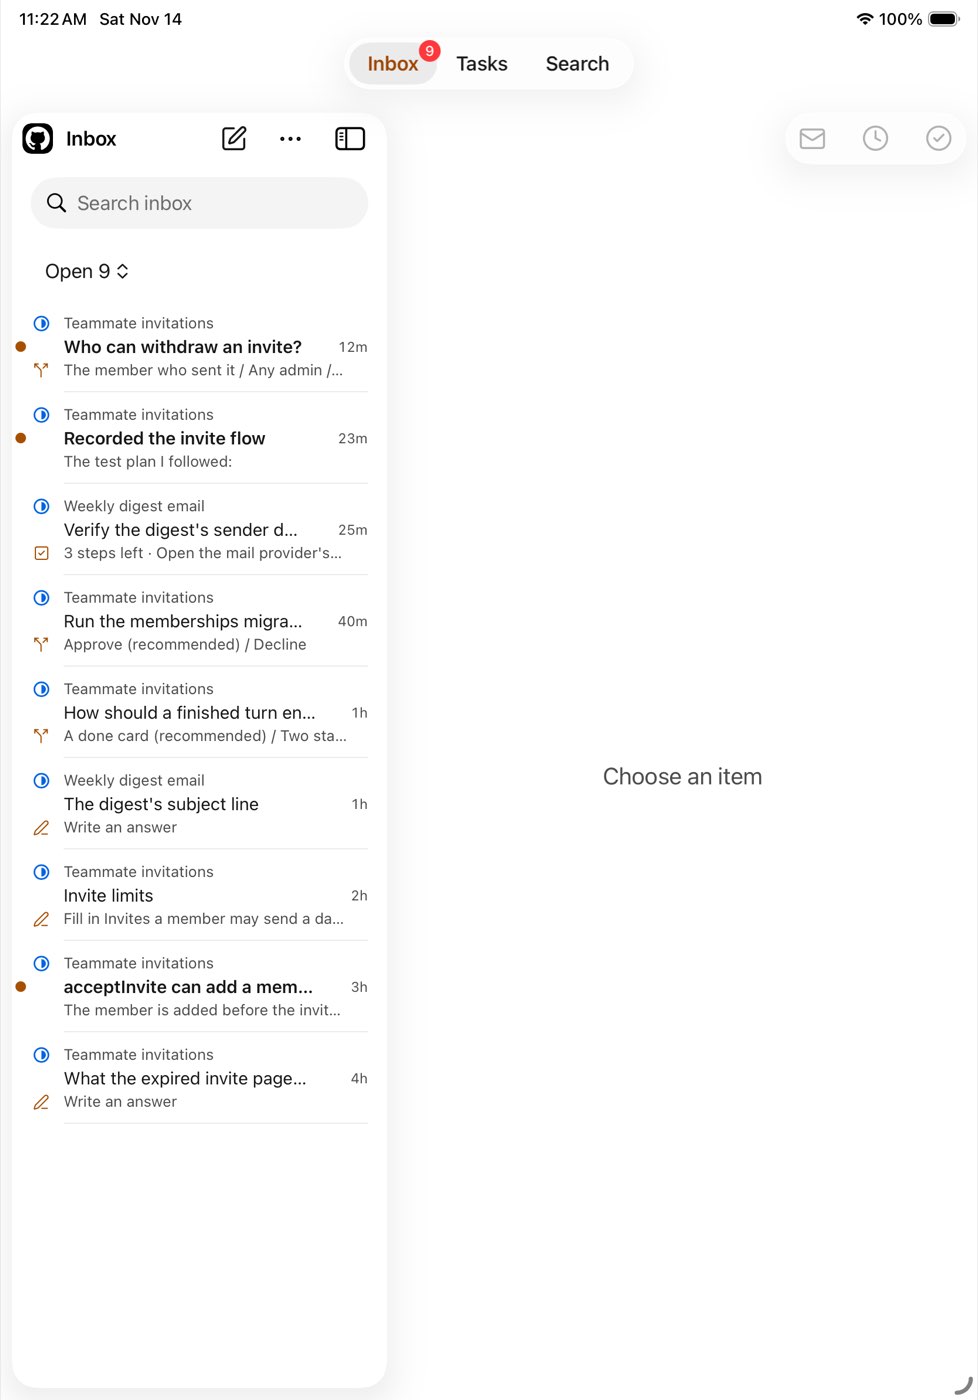 11:22 AM Sat Nov 14
100%
Inbox 9
Tasks
Search
Inbox
Search inbox
Open 9
Teammate invitations
Who can withdraw an invite? 12m
The member who sent it / Any admin /...
Teammate invitations
Recorded the invite flow 23m
The test plan I followed:
Weekly digest email
Verify the digest's sender d... 25m
3 steps left · Open the mail provider's...
Teammate invitations
Run the memberships migra... 40m
Approve (recommended) / Decline
Teammate invitations
How should a finished turn en... 1h
A done card (recommended) / Two sta...
Weekly digest email
The digest's subject line 1h
Write an answer
Teammate invitations
Invite limits 2h
Fill in Invites a member may send a da...
Teammate invitations
acceptInvite can add a mem... 3h
The member is added before the invit...
Teammate invitations
What the expired invite page... 4h
Write an answer
Choose an item